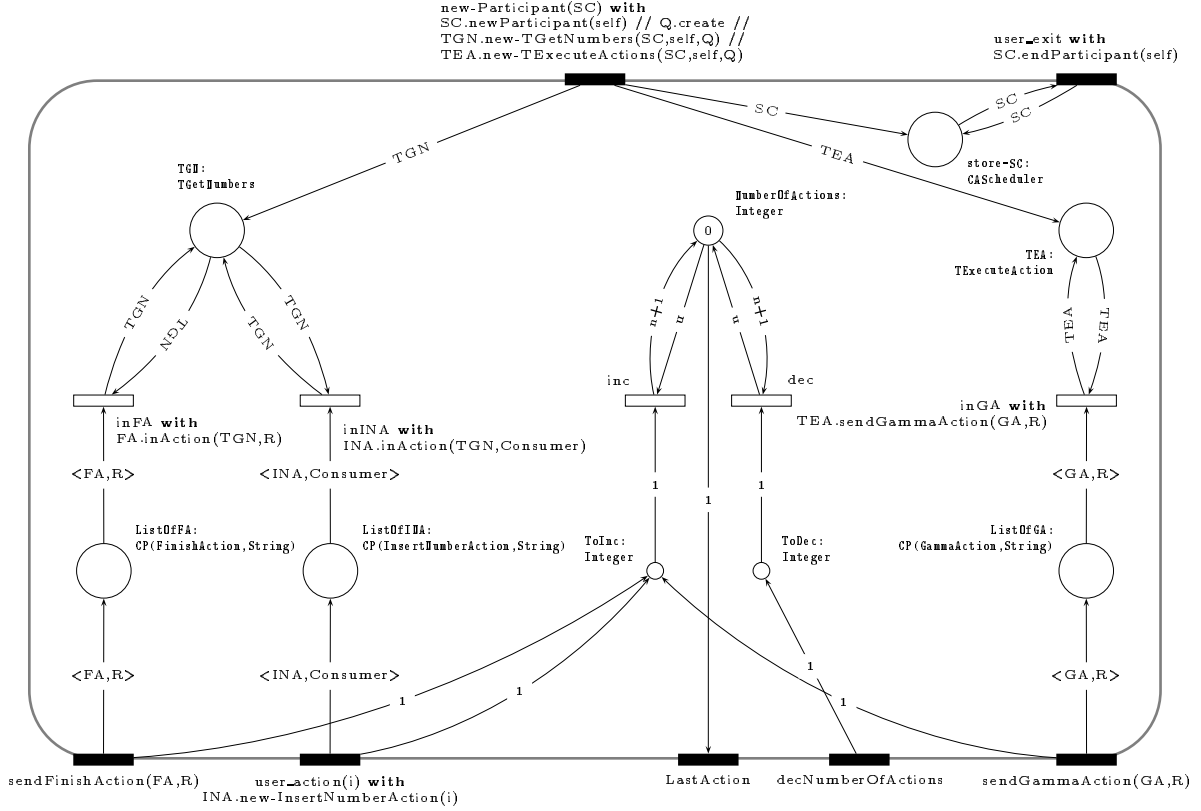 new-Participant(SC) with
SC.newParticipant(self) // Q.create //
TGN.new-TGetNumbers(SC,self,Q) //
TEA.new-TExecuteActions(SC,self,Q)
user_exit with
SC.endParticipant(self)
SC
SC
SC
TGN
TEA
TGN:
TGetNumbers
store-SC:
CAScheduler
NumberOfActions:
Integer
0
TEA:
TExecuteAction
TGN
TGN
TGN
TGN
n+1
n
n
n+1
TEA
TEA
inc
dec
inFA with
FA.inAction(TGN,R)
inINA with
INA.inAction(TGN,Consumer)
inGA with
TEA.sendGammaAction(GA,R)
<FA,R>
<INA,Consumer>
1
1
1
<GA,R>
ListOfFA:
CP(FinishAction,String)
ListOfINA:
CP(InsertNumberAction,String)
ToInc:
Integer
ToDec:
Integer
ListOfGA:
CP(GammaAction,String)
<FA,R>
<INA,Consumer>
1
1
1
1
<GA,R>
sendFinishAction(FA,R)
user_action(i) with
INA.new-InsertNumberAction(i)
LastAction
decNumberOfActions
sendGammaAction(GA,R)